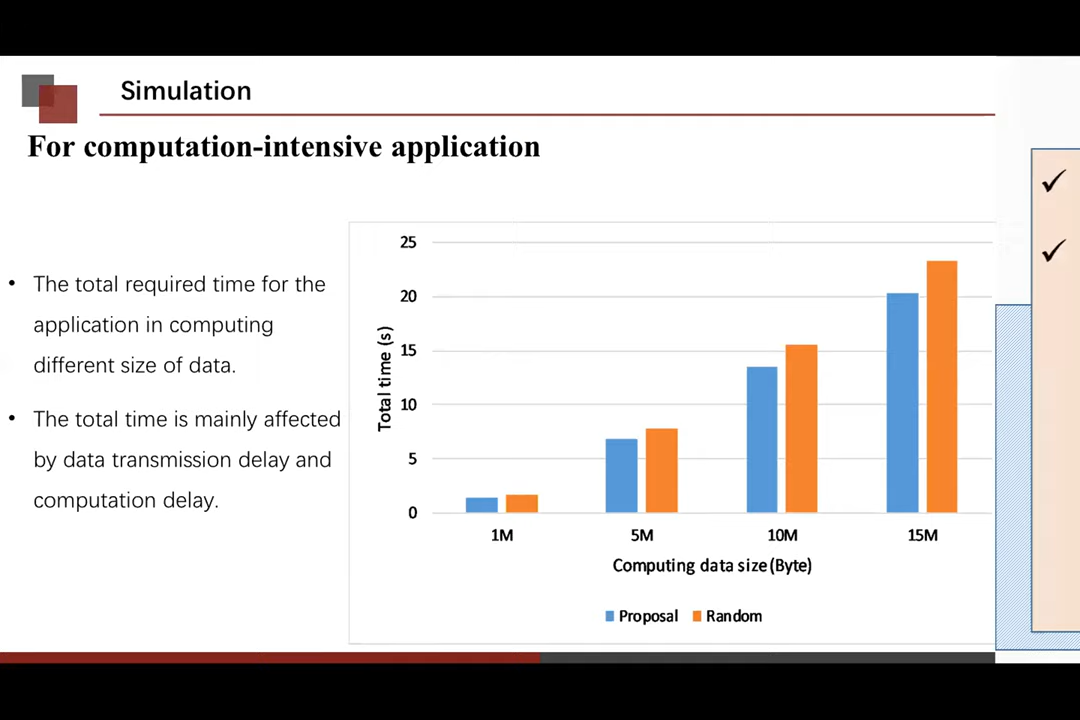 Simulation
For computation-intensive application
• The total required time for the
application in computing
different size of data.
• The total time is mainly affected
by data transmission delay and
computation delay.
25
20
15
10
5
0
Total time (s)
1M 5M 10M 15M
Computing data size(Byte)
Proposal Random
✓
✓